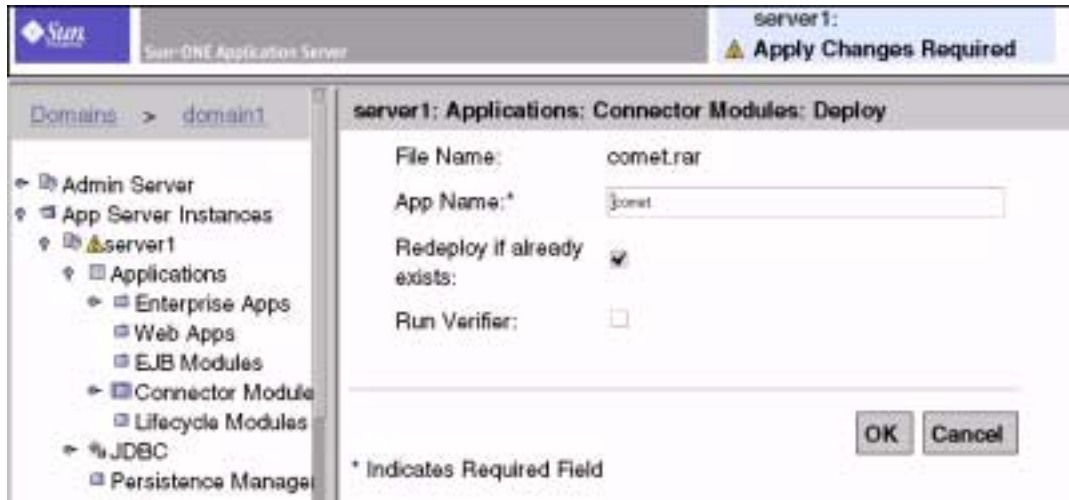 Sun
Sun-ONE Application Server
server1:
Apply Changes Required
Domains > domain1
Admin Server
App Server Instances
server1
Applications
Enterprise Apps
Web Apps
EJB Modules
Connector Module
Lifecycle Modules
JDBC
Persistence Manager
server1: Applications: Connector Modules: Deploy
File Name: comet.rar
App Name:* comet
Redeploy if already
exists:
Run Verifier:
OK Cancel
* Indicates Required Field